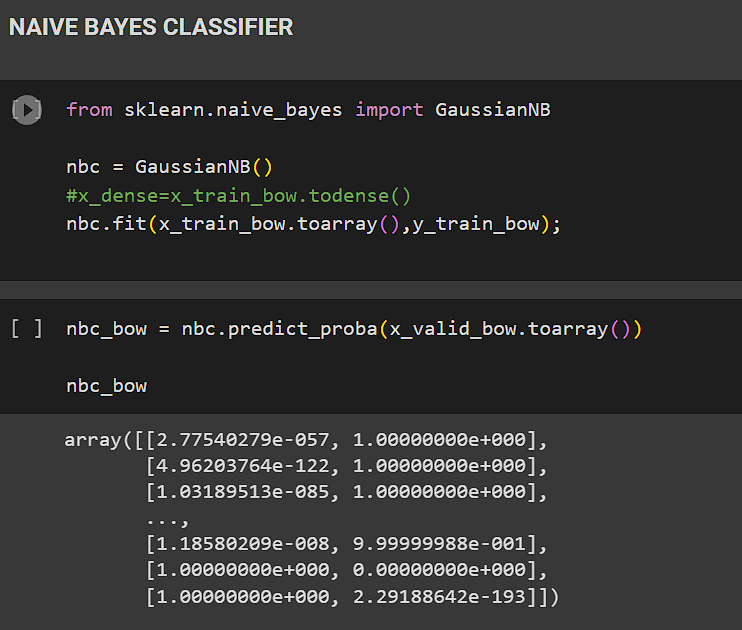 NAIVE BAYES CLASSIFIER
from sklearn.naive_bayes import GaussianNB
nbc = GaussianNB()
#x_dense=x_train_bow.todense()
nbc.fit(x_train_bow.toarray(),y_train_bow);
[ ] nbc_bow = nbc.predict_proba(x_valid_bow.toarray())
nbc_bow
array([[2.77540279e-057, 1.00000000e+000],
[4.96203764e-122, 1.00000000e+000],
[1.03189513e-085, 1.00000000e+000],
...,
[1.18580209e-008, 9.99999988e-001],
[1.00000000e+000, 0.00000000e+000],
[1.00000000e+000, 2.29188642e-193]])